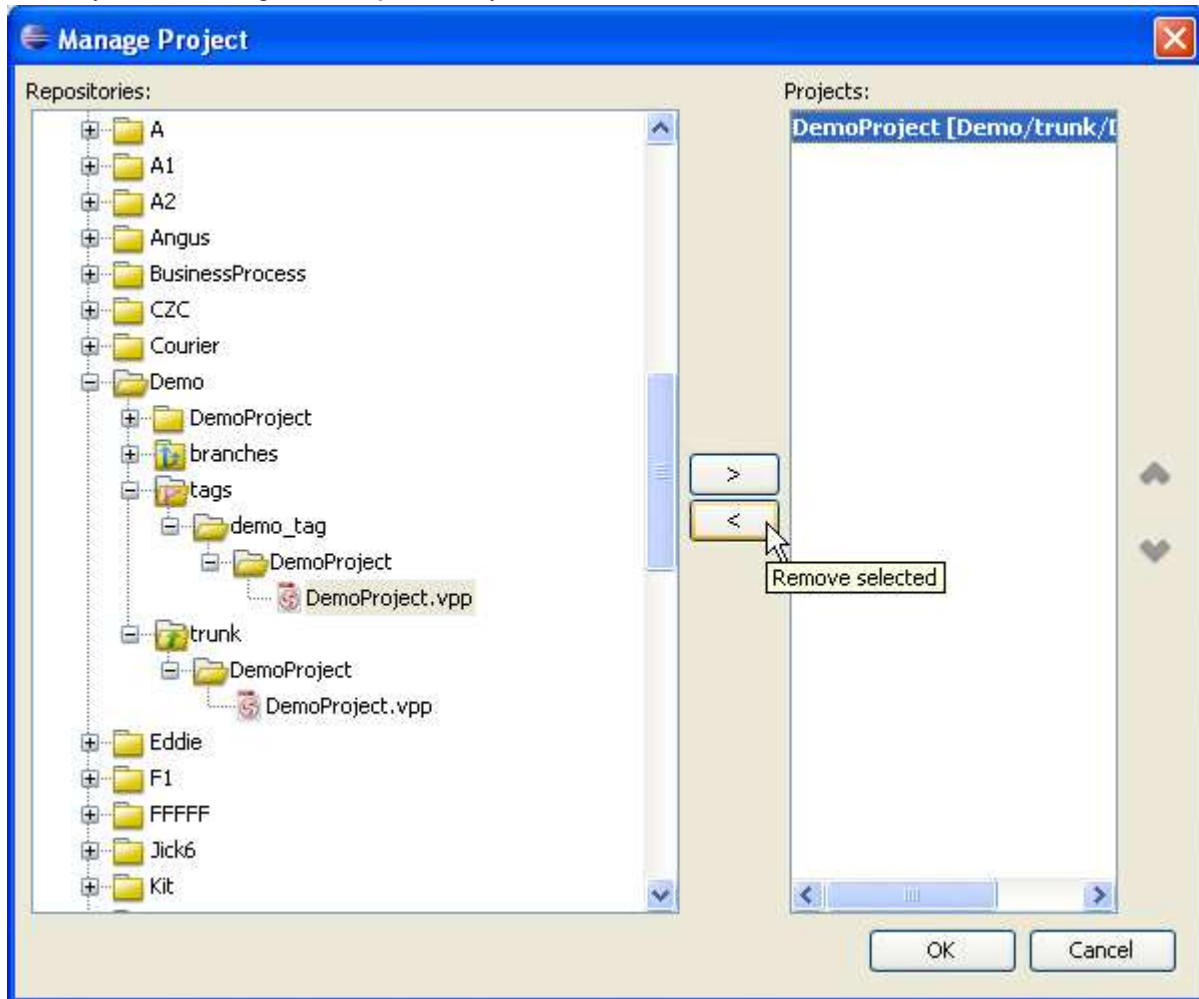 Manage Project
Repositories:
Projects:
A
A1
A2
Angus
BusinessProcess
CZC
Courier
Demo
DemoProject
branches
tags
demo_tag
DemoProject
DemoProject.vpp
trunk
DemoProject
DemoProject.vpp
Eddie
F1
FFFFF
Jick6
Kit
>
<
Remove selected
DemoProject [Demo/trunk/
OK
Cancel